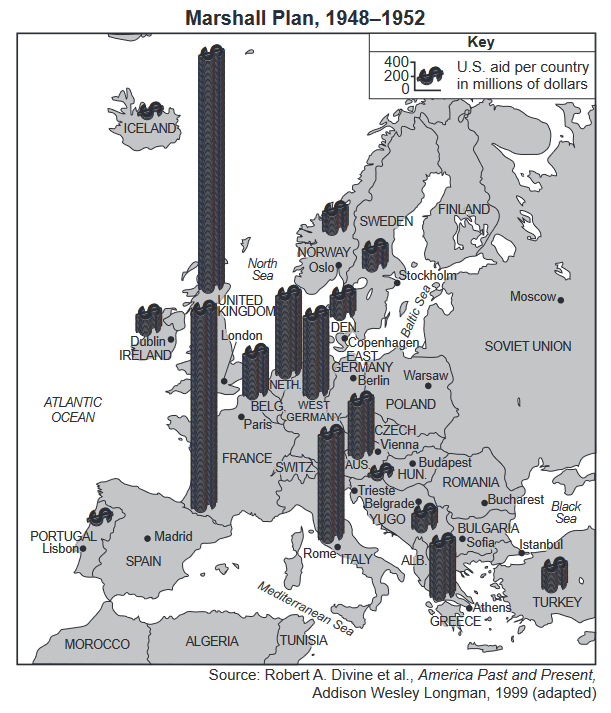 Marshall Plan, 1948–1952
Key
400
200
0
U.S. aid per country
in millions of dollars
ICELAND
FINLAND
SWEDEN
NORWAY
Oslo
North
Sea
Stockholm
Baltic Sea
Moscow
UNITED
KINGDOM
London
Dublin
IRELAND
DEN.
Copenhagen
EAST
GERMANY
Berlin
SOVIET UNION
Warsaw
POLAND
NETH.
BELG.
WEST
GERMANY
ATLANTIC
OCEAN
Paris
CZECH.
Vienna
FRANCE
SWITZ.
AUS.
HUN.
Budapest
ROMANIA
Trieste
Belgrade
YUGO.
Bucharest
Black
Sea
BULGARIA
Sofia
Istanbul
PORTUGAL
Lisbon
Madrid
SPAIN
Rome
ITALY
ALB.
Mediterranean Sea
Athens
GREECE
TURKEY
MOROCCO
ALGERIA
TUNISIA
Source: Robert A. Divine et al., America Past and Present,
Addison Wesley Longman, 1999 (adapted)